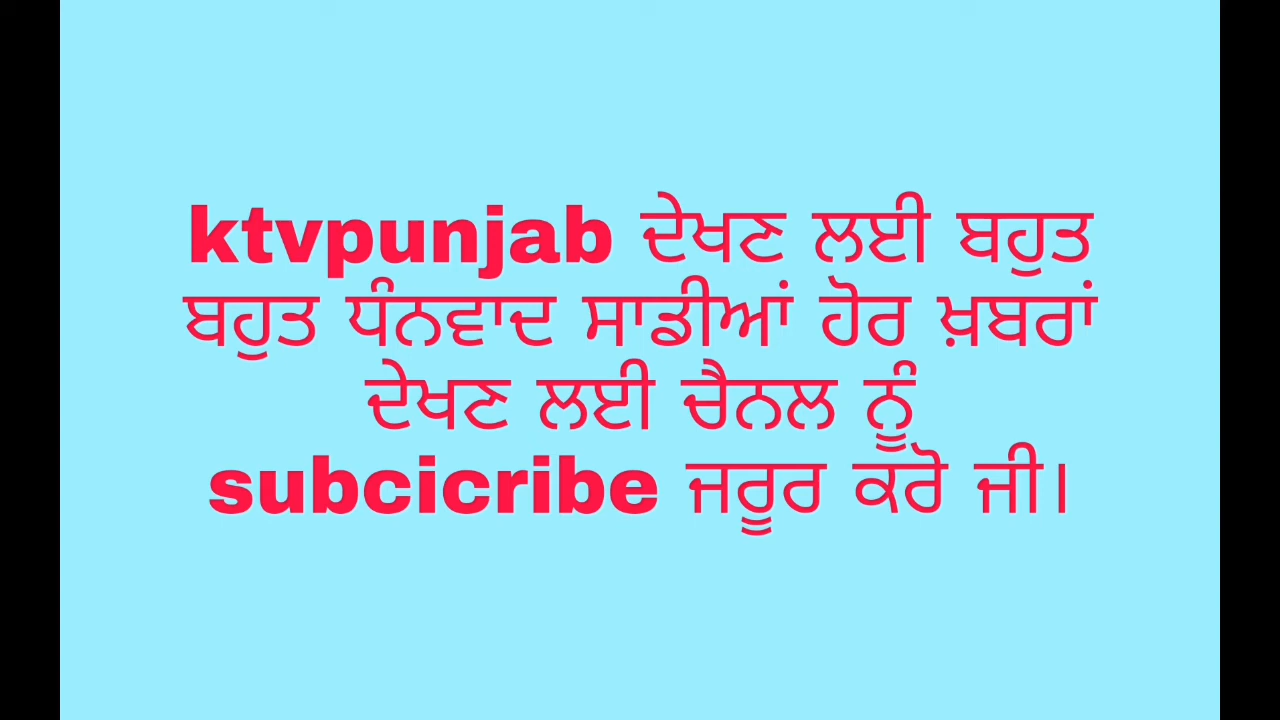 ktvpunjab ਦੇਖਣ ਲਈ ਬਹੁਤ
ਬਹੁਤ ਧੰਨਵਾਦ ਸਾਡੀਆਂ ਹੋਰ ਖ਼ਬਰਾਂ
ਦੇਖਣ ਲਈ ਚੈਨਲ ਨੂੰ
subcicribe ਜਰੂਰ ਕਰੋ ਜੀ।